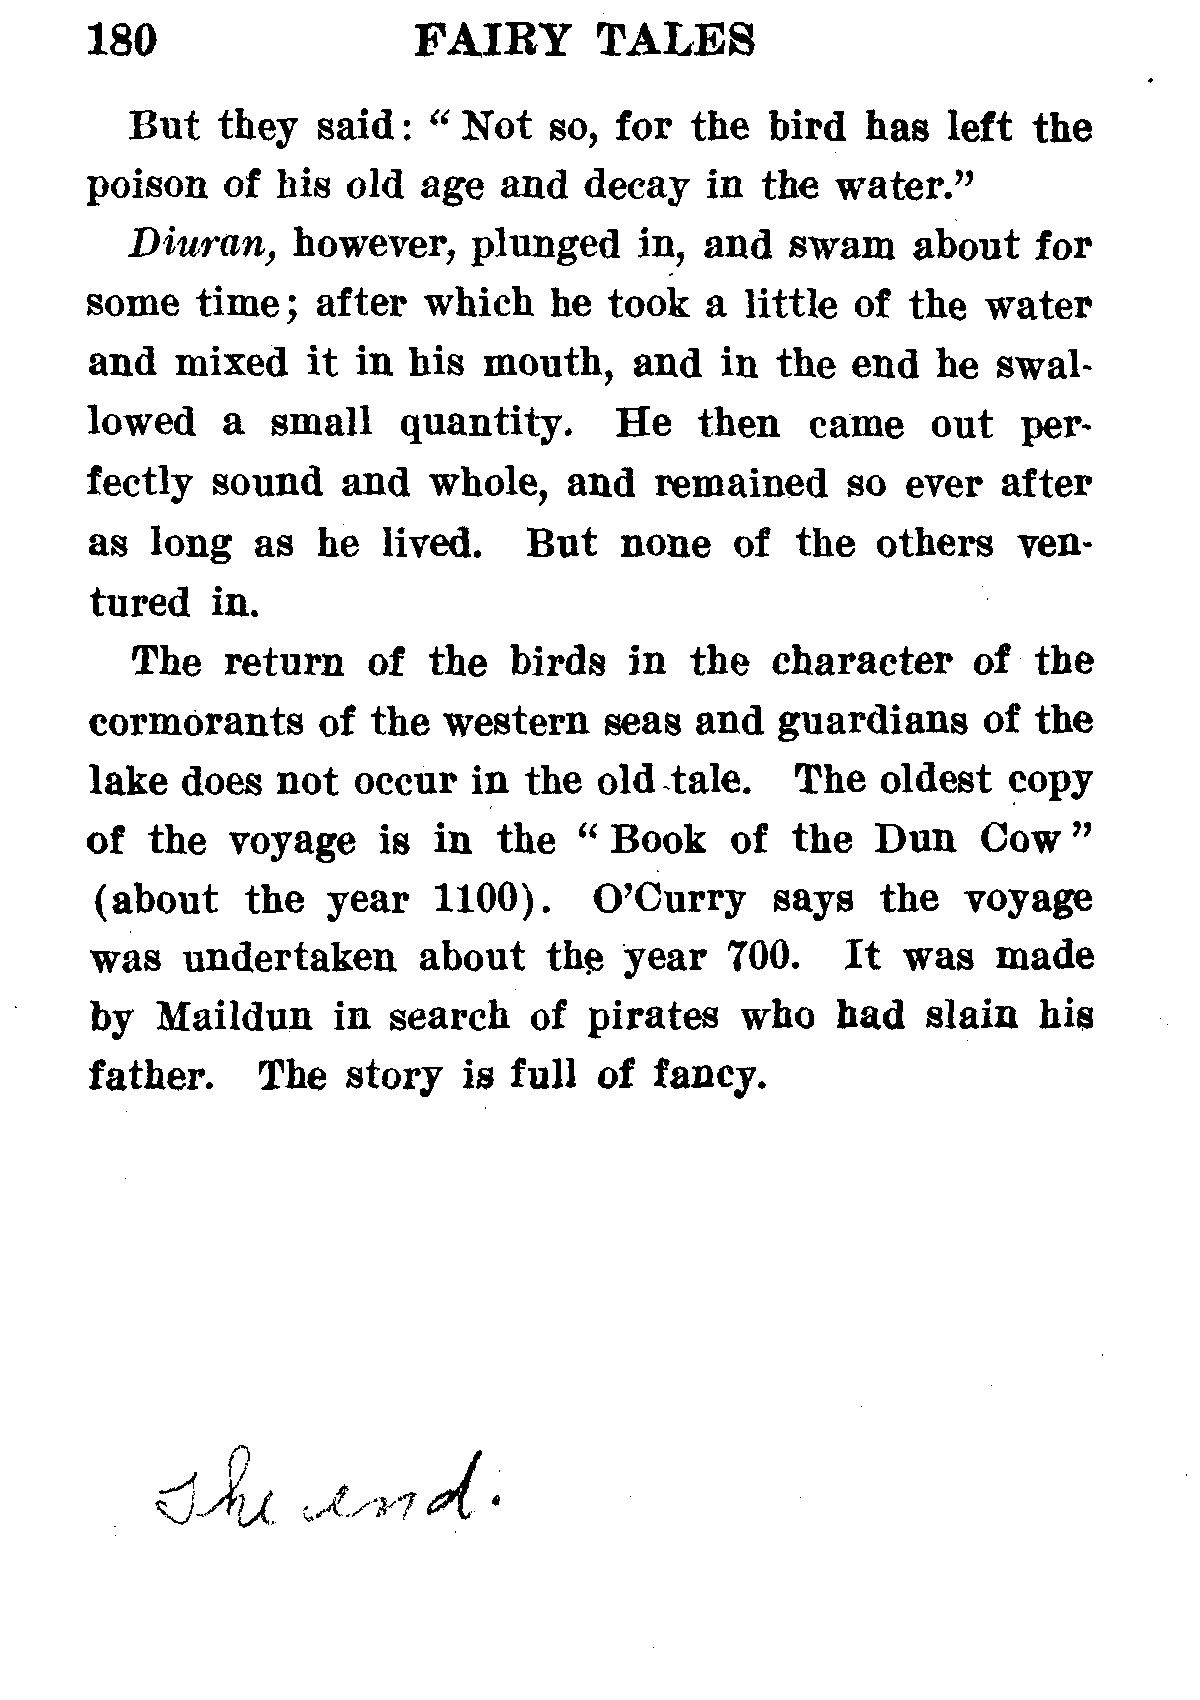 180 FAIRY TALES
But they said: “ Not so, for the bird has left the
poison of his old age and decay in the water.”
Diuran, however, plunged in, and swam about for
some time; after which he took a little of the water
and mixed it in his mouth, and in the end he swal-
lowed a small quantity. He then came out per-
fectly sound and whole, and remained so ever after
as long as he lived. But none of the others ven-
tured in.
The return of the birds in the character of the
cormorants of the western seas and guardians of the
lake does not occur in the old tale. The oldest copy
of the voyage is in the “ Book of the Dun Cow ”
(about the year 1100). O’Curry says the voyage
was undertaken about the year 700. It was made
by Maildun in search of pirates who had slain his
father. The story is full of fancy.
The end.